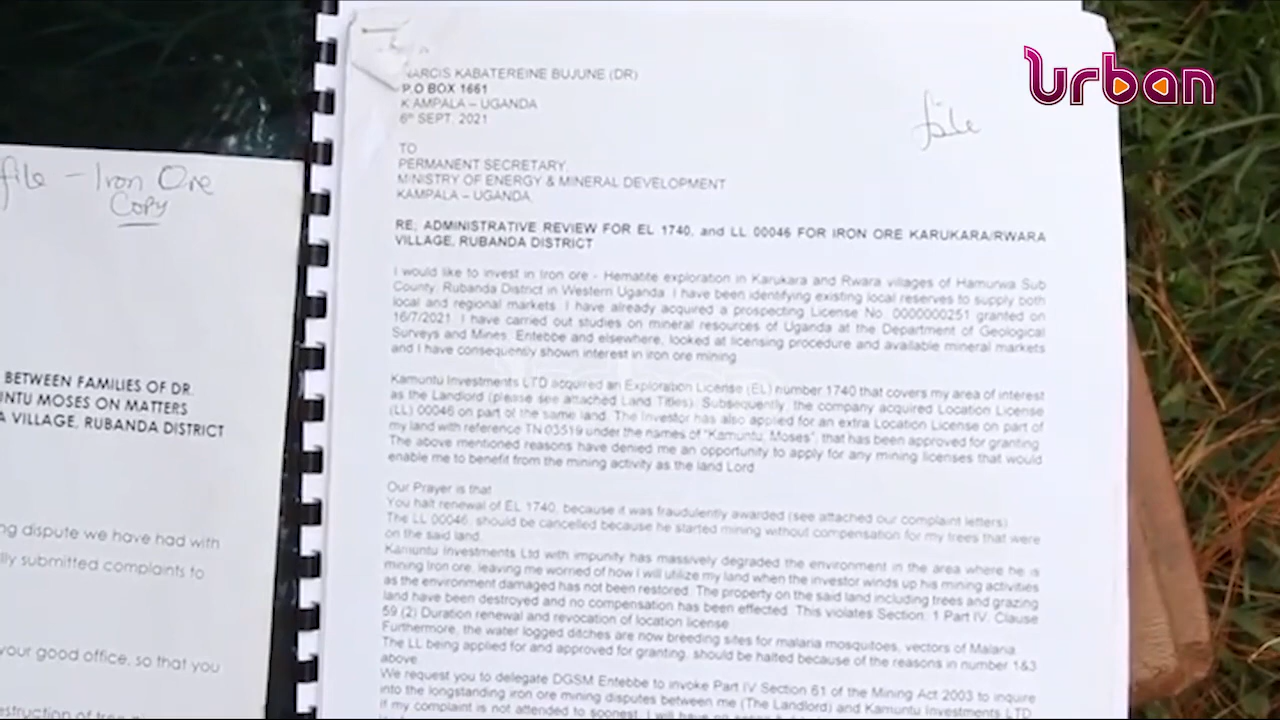 urban
file - Iron Ore
Copy
BETWEEN FAMILIES OF DR.
INTU MOSES ON MATTERS
A VILLAGE, RUBANDA DISTRICT
ng dispute we have had with
lly submitted complaints to
your good office, so that you
NARCIS KABATEREINE BUJUNE (DR)
P.O BOX 1661
KAMPALA – UGANDA
6th SEPT, 2021
file
TO
PERMANENT SECRETARY,
MINISTRY OF ENERGY & MINERAL DEVELOPMENT
KAMPALA – UGANDA,
RE; ADMINISTRATIVE REVIEW FOR EL 1740, and LL 00046 FOR IRON ORE KARUKARA/RWARA
VILLAGE, RUBANDA DISTRICT
I would like to invest in Iron ore - Hematite exploration in Karukara and Rwara villages of Hamurwa Sub
County, Rubanda District in Western Uganda. I have been identifying existing local reserves to supply both
local and regional markets. I have already acquired a prospecting License No. 0000000251 granted on
16/7/2021. I have carried out studies on mineral resources of Uganda at the Department of Geological
Surveys and Mines, Entebbe and elsewhere, looked at licensing procedure and available mineral markets
and I have consequently shown interest in iron ore mining.
Kamuntu Investments LTD acquired an Exploration License (EL) number 1740 that covers my area of interest
as the Landlord (please see attached Land Titles). Subsequently, the company acquired Location License
(LL) 00046 on part of the same land. The Investor has also applied for an extra Location License on part of
my land with reference TN 03519 under the names of "Kamuntu, Moses", that has been approved for granting.
The above mentioned reasons have denied me an opportunity to apply for any mining licenses that would
enable me to benefit from the mining activity as the land Lord.
Our Prayer is that
You halt renewal of EL 1740, because it was fraudulently awarded (see attached our complaint letters).
The LL 00046, should be cancelled because he started mining without compensation for my trees that were
on the said land.
Kamuntu Investments Ltd with impunity has massively degraded the environment in the area where he is
mining Iron ore, leaving me worried of how I will utilize my land when the investor winds up his mining activities
as the environment damaged has not been restored. The property on the said land including trees and grazing
land have been destroyed and no compensation has been effected. This violates Section: 1 Part IV, Clause
59 (2) Duration renewal and revocation of location license
Furthermore, the water logged ditches are now breeding sites for malaria mosquitoes, vectors of Malaria.
The LL being applied for and approved for granting, should be halted because of the reasons in number 1&3
above.
We request you to delegate DGSM Entebbe to invoke Part IV Section 61 of the Mining Act 2003 to inquire
into the longstanding iron ore mining disputes between me (The Landlord) and Kamuntu Investments LTD
if my complaint is not attended to soonest, I will have no